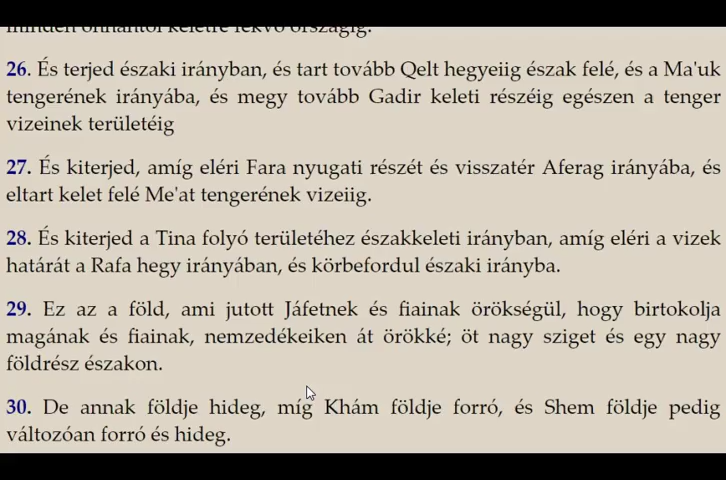 minden onnantól keletre fekvő országig.
26. És terjed északi irányban, és tart tovább Qelt hegyeiig észak felé, és a Ma'uk
tengerének irányába, és megy tovább Gadir keleti részéig egészen a tenger
vizeinek területéig
27. És kiterjed, amíg eléri Fara nyugati részét és visszatér Aferag irányába, és
eltart kelet felé Me'at tengerének vizeiig.
28. És kiterjed a Tina folyó területéhez északkeleti irányban, amíg eléri a vizek
határát a Rafa hegy irányában, és körbefordul északi irányba.
29. Ez az a föld, ami jutott Jáfetnek és fiainak örökségül, hogy birtokolja
magának és fiainak, nemzedékeiken át örökké; öt nagy sziget és egy nagy
földrész északon.
30. De annak földje hideg, míg Khám földje forró, és Shem földje pedig
változóan forró és hideg.